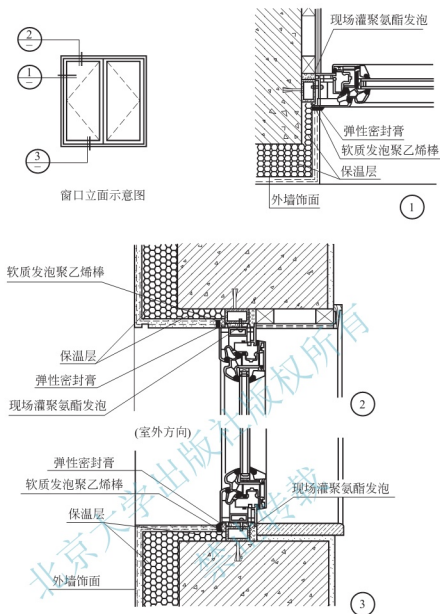 2
—
1
—
3
—
窗口立面示意图
现场灌聚氨酯发泡
弹性密封膏
软质发泡聚乙烯棒
保温层
外墙饰面
1
软质发泡聚乙烯棒
保温层
弹性密封膏
现场灌聚氨酯发泡
2
(室外方向)
弹性密封膏
软质发泡聚乙烯棒
保温层
现场灌聚氨酯发泡
外墙饰面
3
北京大学出版社版权所有
禁止转载